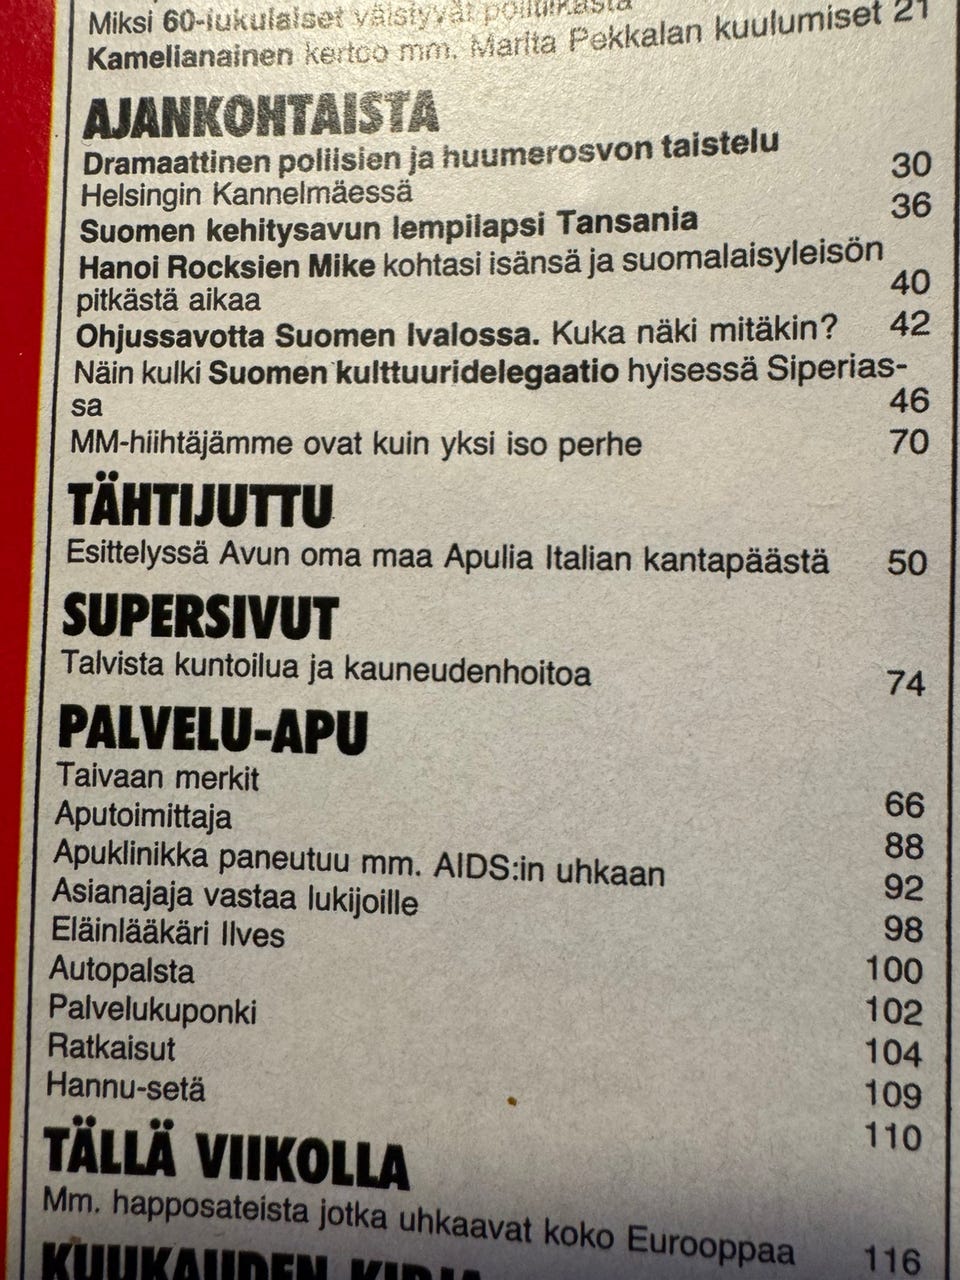 Miksi 60-lukulaiset väistyvät politiikasta
Kamelianainen kertoo mm. Marita Pekkalan kuulumiset 21
AJANKOHTAISTA
Dramaattinen poliisien ja huumerosvon taistelu
Helsingin Kannelmäessä 30
Suomen kehitysavun lempilapsi Tansania 36
Hanoi Rocksien Mike kohtasi isänsä ja suomalaisyleisön
pitkästä aikaa 40
Ohjussavotta Suomen Ivalossa. Kuka näki mitäkin? 42
Näin kulki Suomen kulttuuridelegaatio hyisessä Siperias-
sa 46
MM-hiihtäjämme ovat kuin yksi iso perhe 70
TÄHTIJUTTU
Esittelyssä Avun oma maa Apulia Italian kantapäästä 50
SUPERSIVUT
Talvista kuntoilua ja kauneudenhoitoa 74
PALVELU-APU
Taivaan merkit 66
Aputoimittaja 88
Apuklinikka paneutuu mm. AIDS:in uhkaan 92
Asianajaja vastaa lukijoille 98
Eläinlääkäri Ilves 100
Autopalsta 102
Palvelukuponki 104
Ratkaisut 109
Hannu-setä 110
TÄLLÄ VIIKOLLA
Mm. happosateista jotka uhkaavat koko Eurooppaa 116
KUUKAUDEN KIRJA